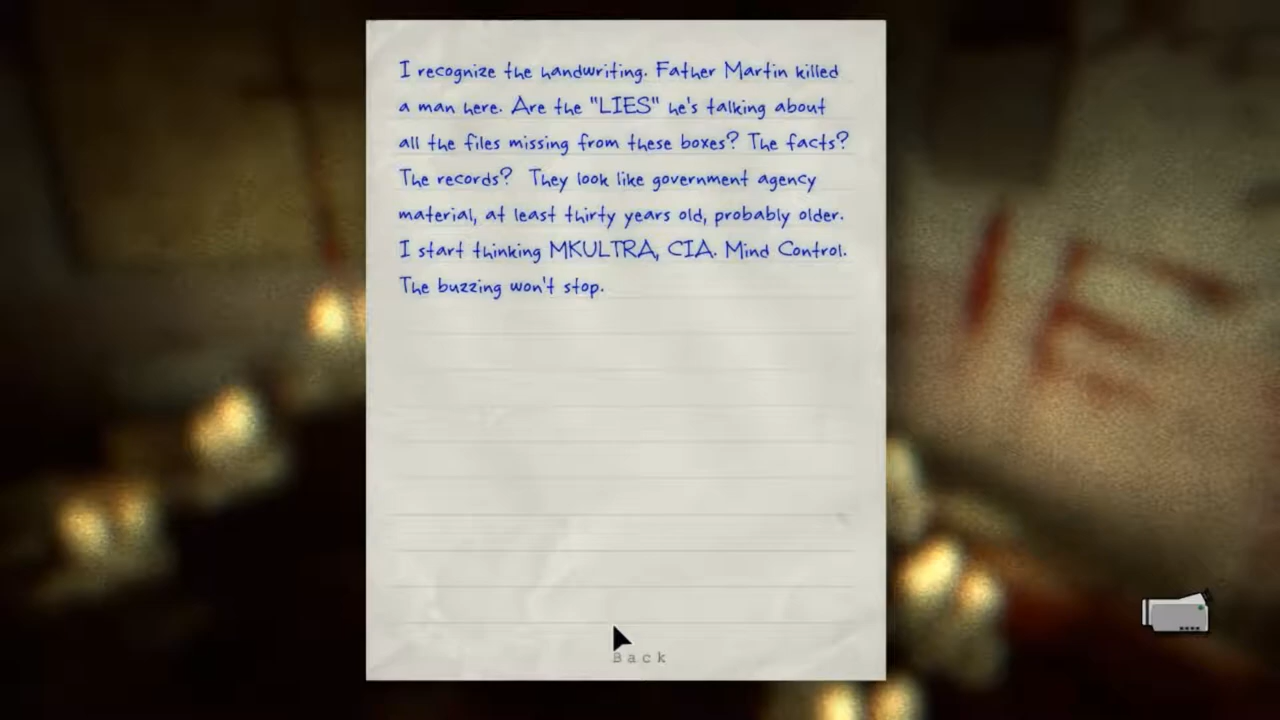 I recognize the handwriting. Father Martin killed
a man here. Are the "LIES" he's talking about
all the files missing from these boxes? The facts?
The records? They look like government agency
material, at least thirty years old, probably older.
I start thinking MKULTRA, CIA. Mind Control.
The buzzing won't stop.
Back